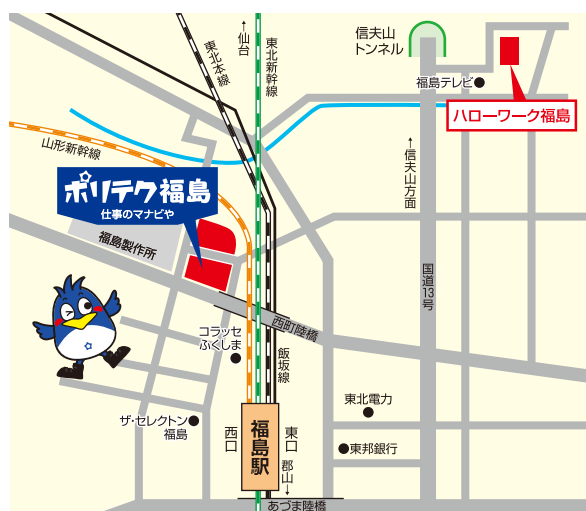 ↑仙台
東北本線
東北新幹線
信夫山
トンネル
福島テレビ
ハローワーク福島
山形新幹線
ポリテク福島
仕事のマナビや
↑信夫山方面
福島製作所
国道13号
西町陸橋
コラッセ
ふくしま
飯坂線
東北電力
ザ・セレクトン
福島
西口
福島駅
東口
東邦銀行
郡山↓
あづま陸橋